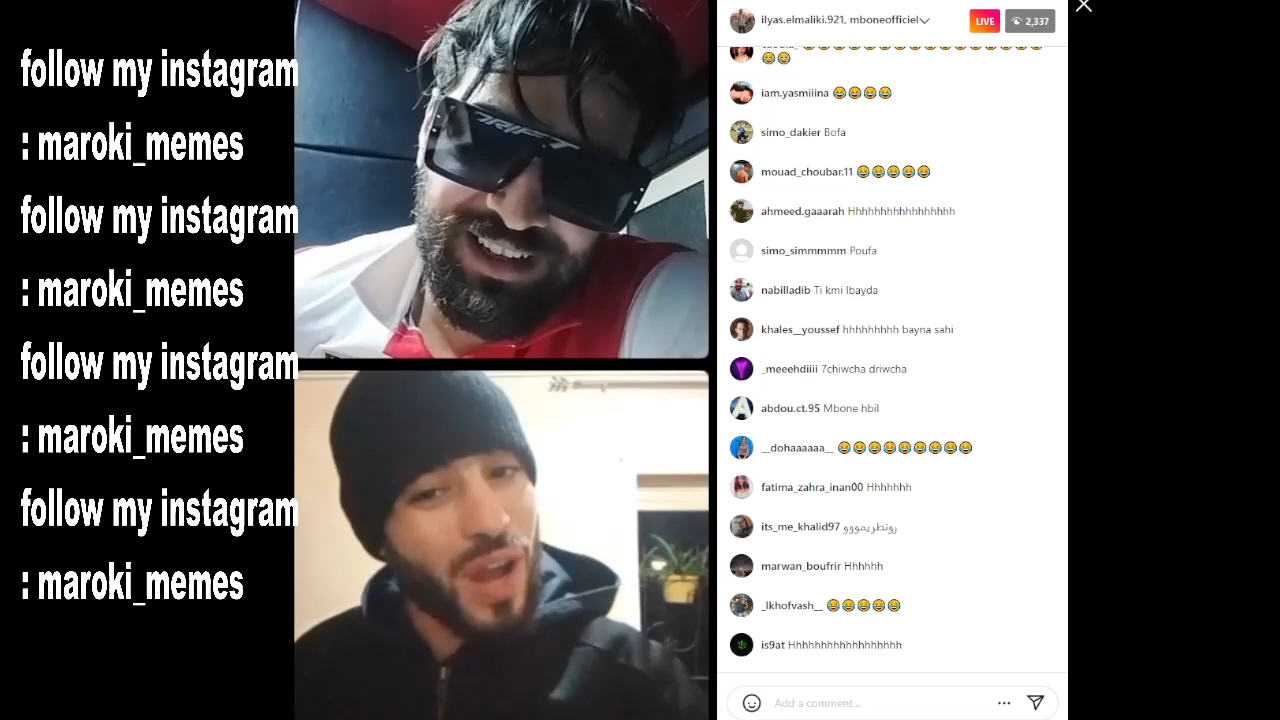 follow my instagram
: maroki_memes
follow my instagram
: maroki_memes
follow my instagram
: maroki_memes
follow my instagram
: maroki_memes
DRIFT
ilyas.elmaliki.921, mboneofficiel
LIVE
2,337
😂😂😂😂😂😂😂😂😂😂😂😂😂😂😂😂
😂😂
iam.yasmiiina 😂😂😂😂
simo_dakier Bofa
mouad_choubar.11 😂😂😂😂😂
ahmeed.gaaarah Hhhhhhhhhhhhhhhhh
simo_simmmmm Poufa
nabilladib Ti kmi lbayda
khales__youssef hhhhhhhhh bayna sahi
_meeehdiiii 7chiwcha driwcha
abdou.ct.95 Mbone hbil
__dohaaaaaa__ 😂😂😂😂😂😂😂😂😂
fatima_zahra_inan00 Hhhhhhh
its_me_khalid97 رونطريمووو
marwan_boufrir Hhhhhh
_lkhofvash__ 😂😂😂😂😂
is9at Hhhhhhhhhhhhhhhhhh
Add a comment...